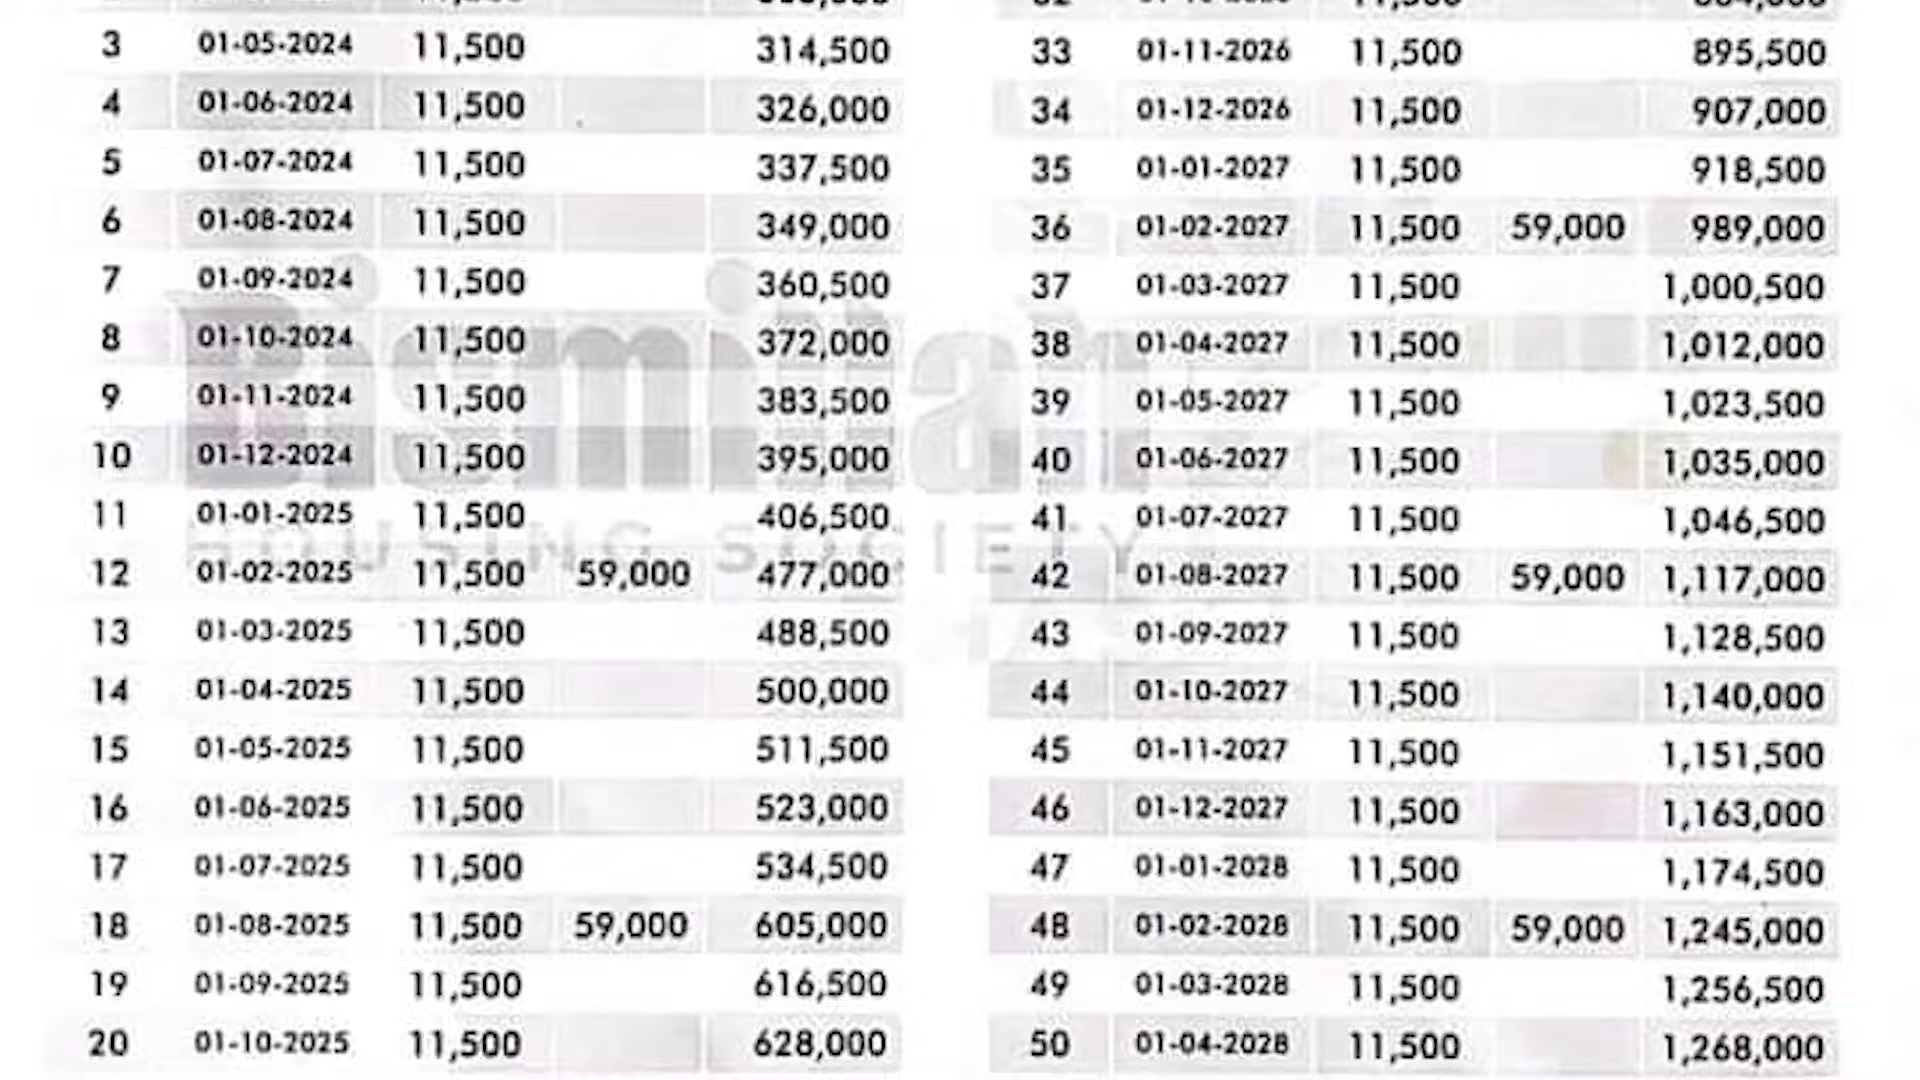 3 01-05-2024 11,500 314,500
4 01-06-2024 11,500 326,000
5 01-07-2024 11,500 337,500
6 01-08-2024 11,500 349,000
7 01-09-2024 11,500 360,500
8 01-10-2024 11,500 372,000
9 01-11-2024 11,500 383,500
10 01-12-2024 11,500 395,000
11 01-01-2025 11,500 406,500
12 01-02-2025 11,500 59,000 477,000
13 01-03-2025 11,500 488,500
14 01-04-2025 11,500 500,000
15 01-05-2025 11,500 511,500
16 01-06-2025 11,500 523,000
17 01-07-2025 11,500 534,500
18 01-08-2025 11,500 59,000 605,000
19 01-09-2025 11,500 616,500
20 01-10-2025 11,500 628,000
33 01-11-2026 11,500 895,500
34 01-12-2026 11,500 907,000
35 01-01-2027 11,500 918,500
36 01-02-2027 11,500 59,000 989,000
37 01-03-2027 11,500 1,000,500
38 01-04-2027 11,500 1,012,000
39 01-05-2027 11,500 1,023,500
40 01-06-2027 11,500 1,035,000
41 01-07-2027 11,500 1,046,500
42 01-08-2027 11,500 59,000 1,117,000
43 01-09-2027 11,500 1,128,500
44 01-10-2027 11,500 1,140,000
45 01-11-2027 11,500 1,151,500
46 01-12-2027 11,500 1,163,000
47 01-01-2028 11,500 1,174,500
48 01-02-2028 11,500 59,000 1,245,000
49 01-03-2028 11,500 1,256,500
50 01-04-2028 11,500 1,268,000
Bismillah
HOUSING SOCIETY